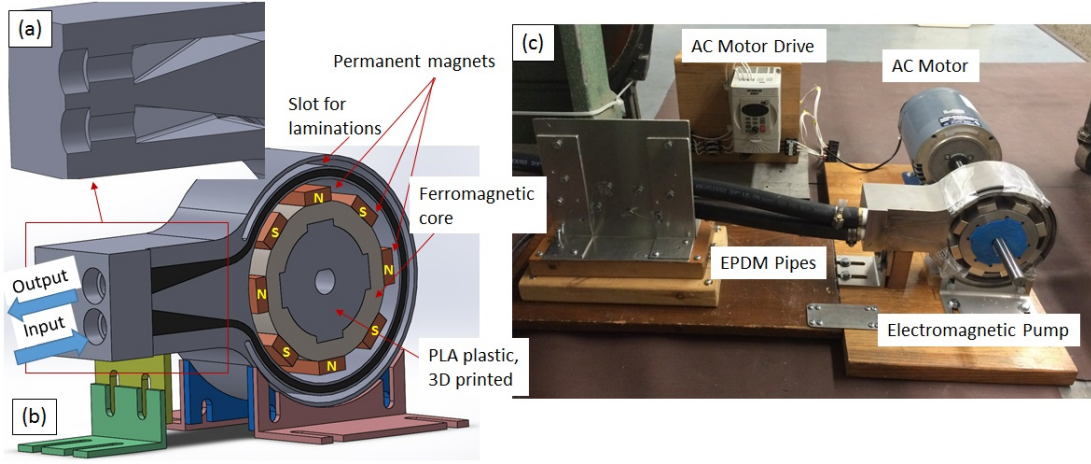 (a)
Permanent magnets
Slot for
laminations
Ferromagnetic
core
N
S
S
N
N
S
S
N
Output
Input
PLA plastic,
3D printed
(b)
(c)
AC Motor Drive
AC Motor
EPDM Pipes
Electromagnetic Pump